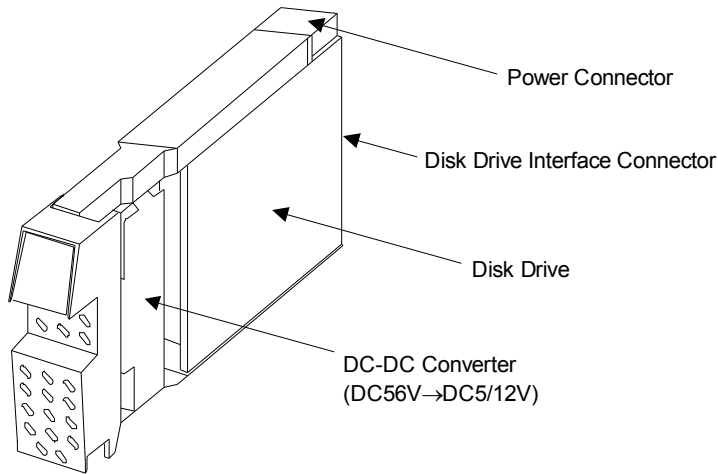 Power Connector
Disk Drive Interface Connector
Disk Drive
DC-DC Converter
(DC56V→DC5/12V)